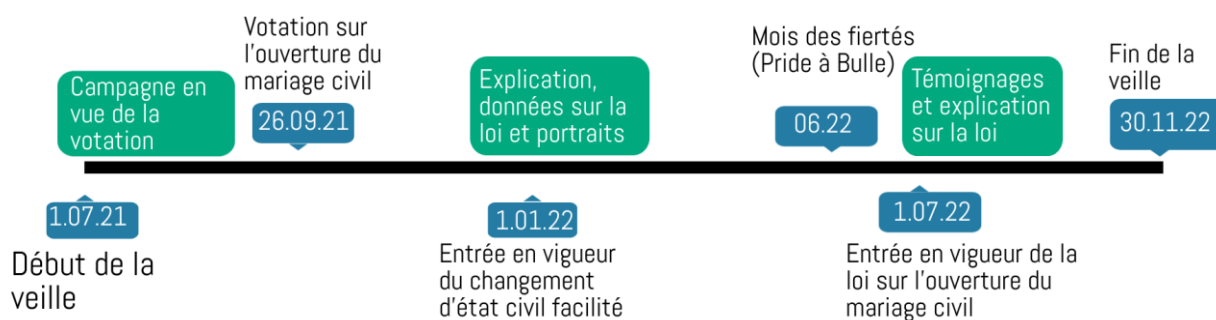 Votation sur
l'ouverture du
mariage civil
Mois des fiertés
(Pride à Bulle)
Fin de la
veille
Campagne en
vue de la
votation
26.09.21
Explication,
données sur la
loi et portraits
06.22
Témoignages
et explication
sur la loi
30.11.22
1.07.21
Début de la
veille
1.01.22
Entrée en vigueur
du changement
d'état civil facilité
1.07.22
Entrée en vigueur de la
loi sur l'ouverture du
mariage civil